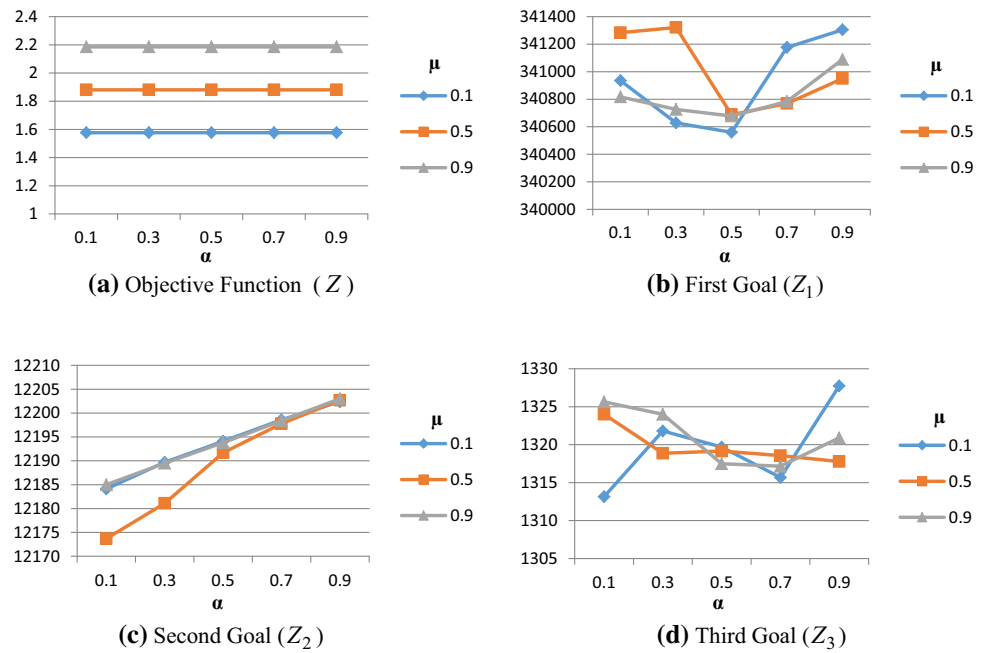 2.4
2.2
2
1.8
1.6
1.4
1.2
1
0.1 0.3 0.5 0.7 0.9
α
μ
0.1
0.5
0.9
(a) Objective Function (Z)
341400
341200
341000
340800
340600
340400
340200
340000
0.1 0.3 0.5 0.7 0.9
α
μ
0.1
0.5
0.9
(b) First Goal (Z₁)
12210
12205
12200
12195
12190
12185
12180
12175
12170
0.1 0.3 0.5 0.7 0.9
α
μ
0.1
0.5
0.9
(c) Second Goal (Z₂)
1330
1325
1320
1315
1310
1305
0.1 0.3 0.5 0.7 0.9
α
μ
0.1
0.5
0.9
(d) Third Goal (Z₃)